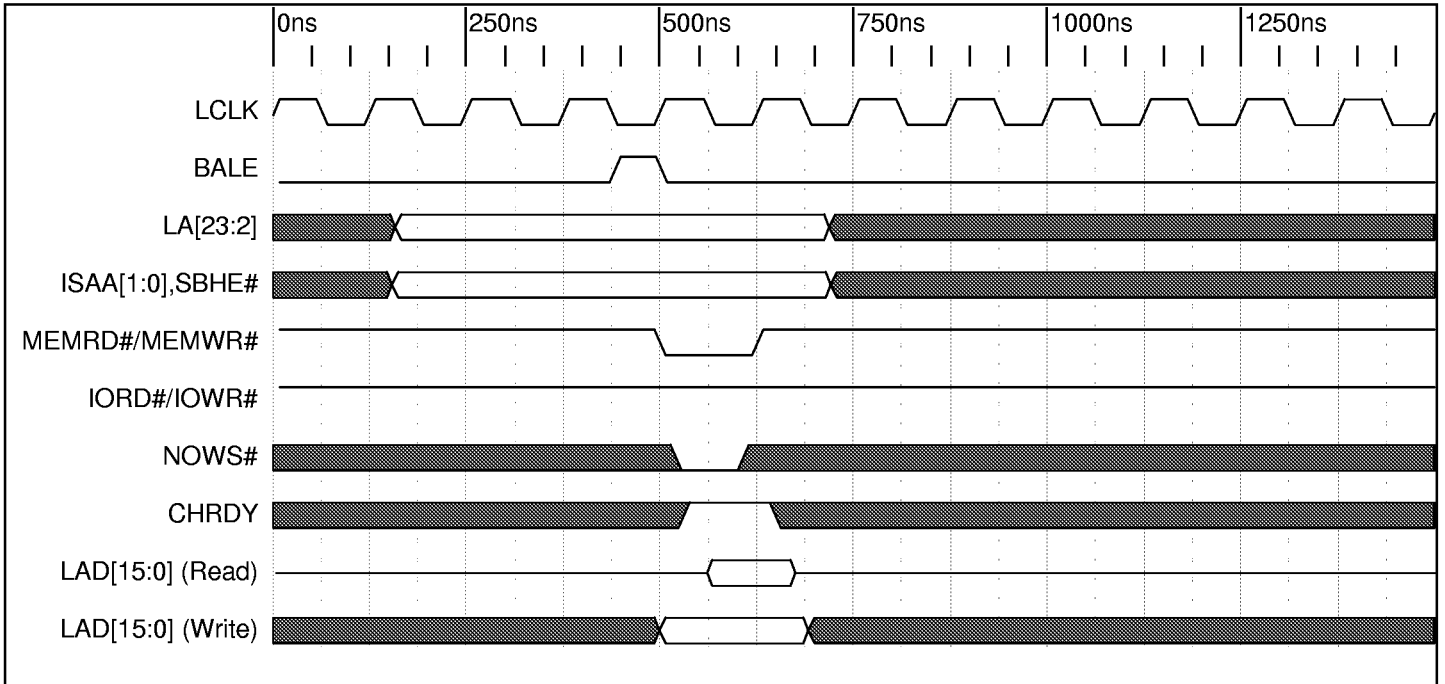 0ns 250ns 500ns 750ns 1000ns 1250ns
LCLK
BALE
LA[23:2]
ISAA[1:0],SBHE#
MEMRD#/MEMWR#
IORD#/IOWR#
NOWS#
CHRDY
LAD[15:0] (Read)
LAD[15:0] (Write)